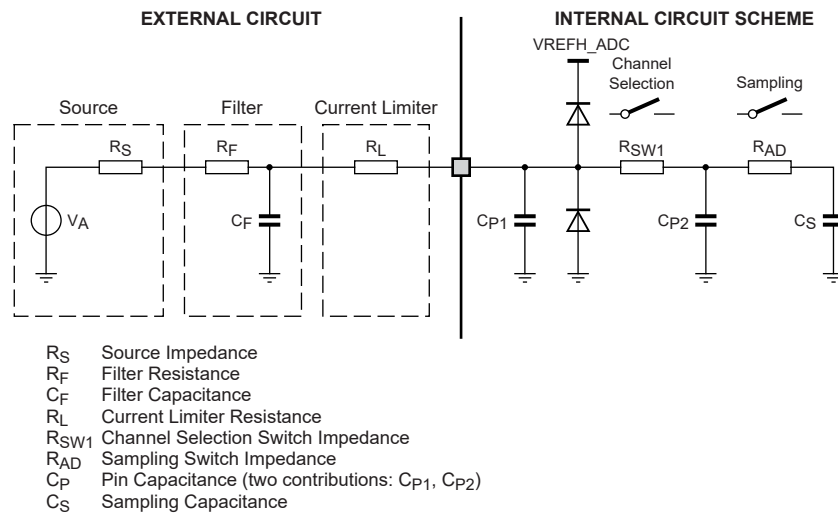 EXTERNAL CIRCUIT
INTERNAL CIRCUIT SCHEME
VREFH_ADC
Channel
Selection
Sampling
Source
Filter
Current Limiter
RS
RF
RL
RSW1
RAD
VA
CF
CP1
CP2
CS
RS Source Impedance
RF Filter Resistance
CF Filter Capacitance
RL Current Limiter Resistance
RSW1 Channel Selection Switch Impedance
RAD Sampling Switch Impedance
CP Pin Capacitance (two contributions: CP1, CP2)
CS Sampling Capacitance